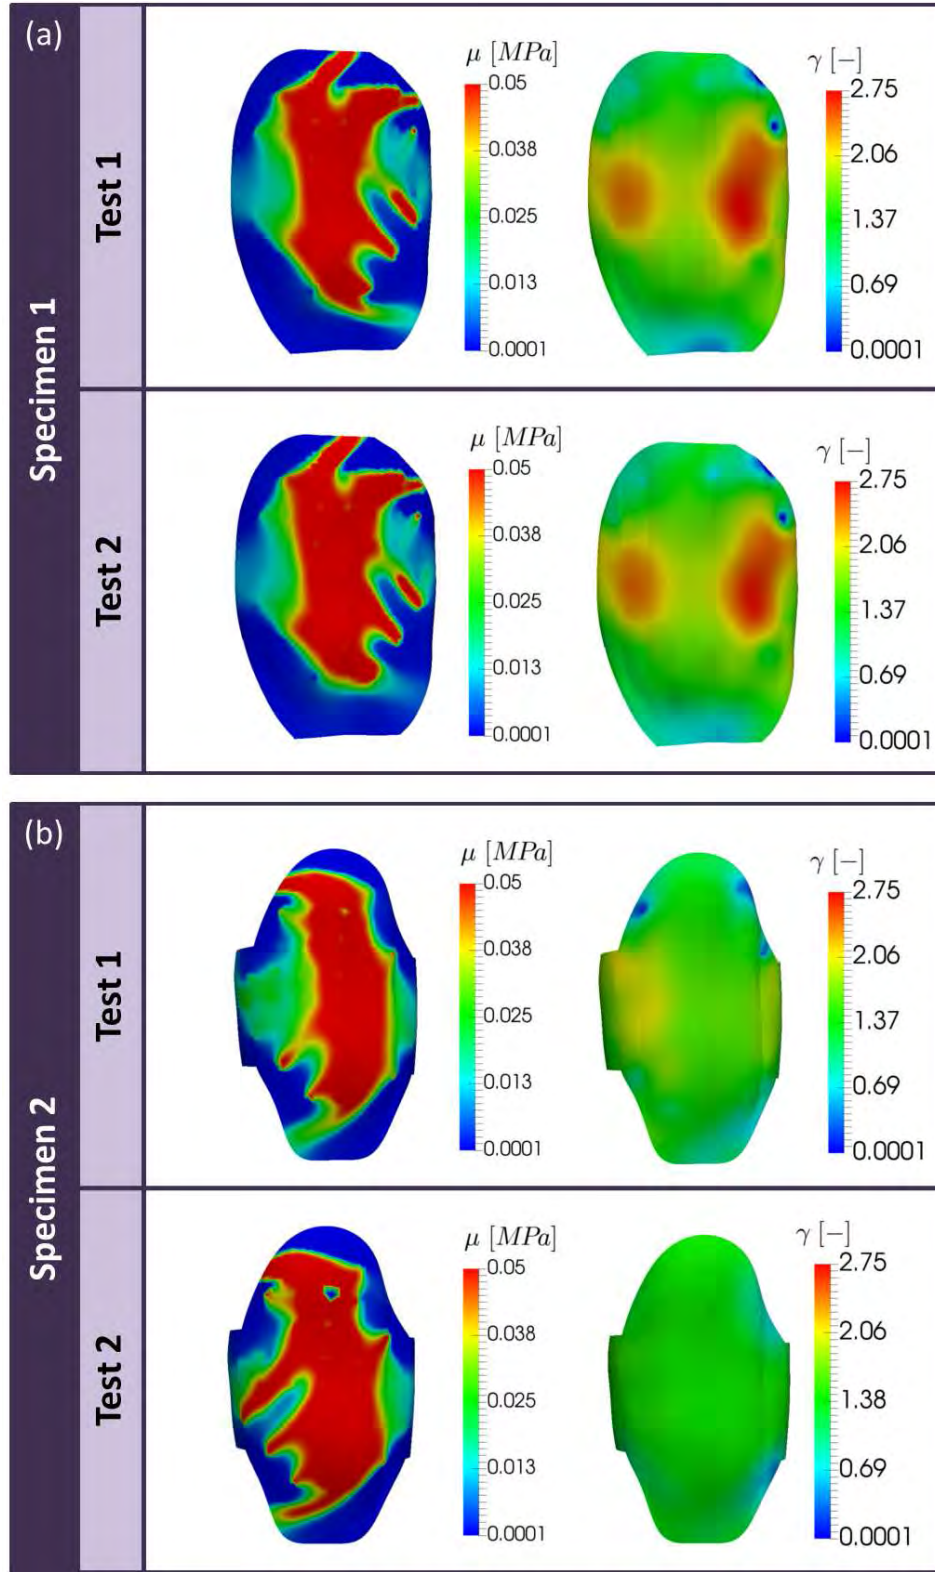 (a)
Specimen 1
Test 1
μ [MPa]
0.05
0.038
0.025
0.013
0.0001
γ [−]
2.75
2.06
1.37
0.69
0.0001
Test 2
μ [MPa]
0.05
0.038
0.025
0.013
0.0001
γ [−]
2.75
2.06
1.37
0.69
0.0001
(b)
Specimen 2
Test 1
μ [MPa]
0.05
0.038
0.025
0.013
0.0001
γ [−]
2.75
2.06
1.37
0.69
0.0001
Test 2
μ [MPa]
0.05
0.038
0.025
0.013
0.0001
γ [−]
2.75
2.06
1.38
0.69
0.0001